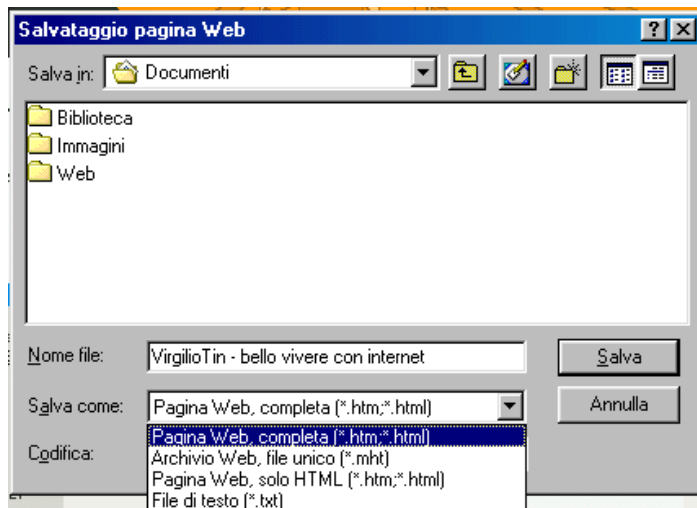 Salvataggio pagina Web
Salva in: Documenti
Biblioteca
Immagini
Web
Nome file: VirgilioTin - bello vivere con internet Salva
Salva come: Pagina Web, completa (*.htm;*.html) Annulla
Pagina Web, completa (*.htm;*.html)
Codifica: Archivio Web, file unico (*.mht)
Pagina Web, solo HTML (*.htm;*.html)
File di testo (*.txt)